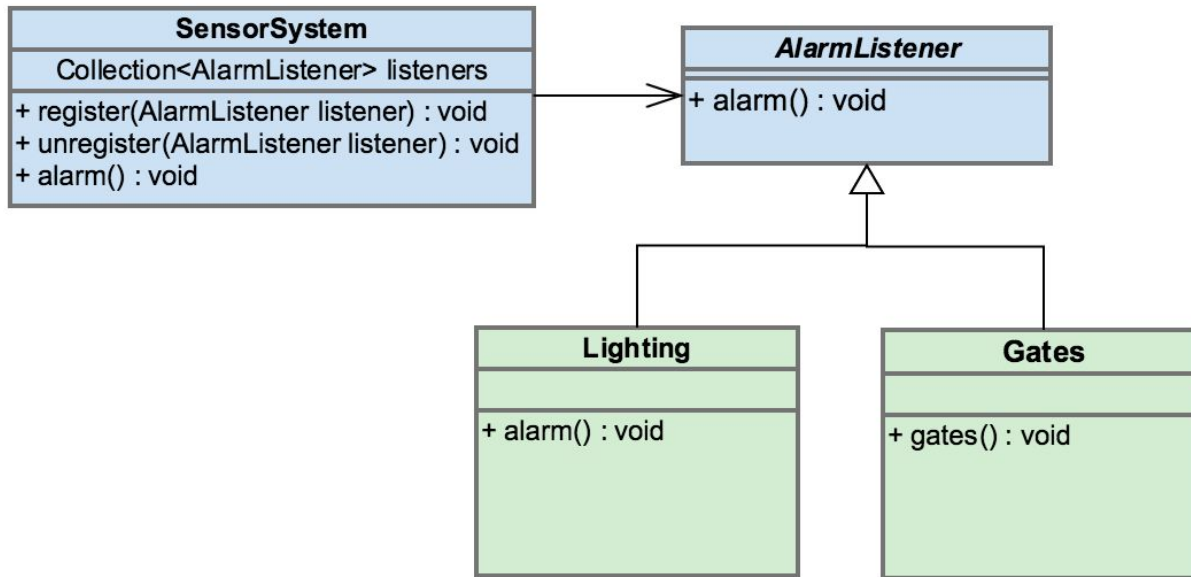 SensorSystem
Collection<AlarmListener> listeners
+ register(AlarmListener listener) : void
+ unregister(AlarmListener listener) : void
+ alarm() : void
AlarmListener
+ alarm() : void
Lighting
+ alarm() : void
Gates
+ gates() : void